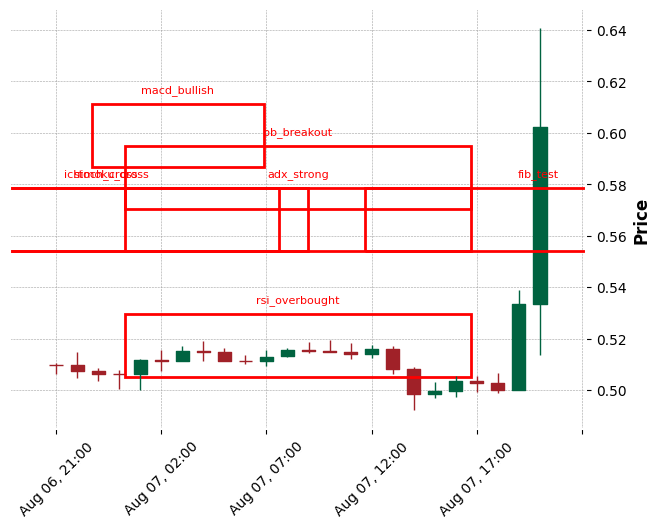 macd_bullish
bb_breakout
ichimoku_cross
stoch_cross
adx_strong
fib_test
rsi_overbought
0.64
0.62
0.60
0.58
0.56
0.54
0.52
0.50
Price
Aug 06, 21:00
Aug 07, 02:00
Aug 07, 07:00
Aug 07, 12:00
Aug 07, 17:00